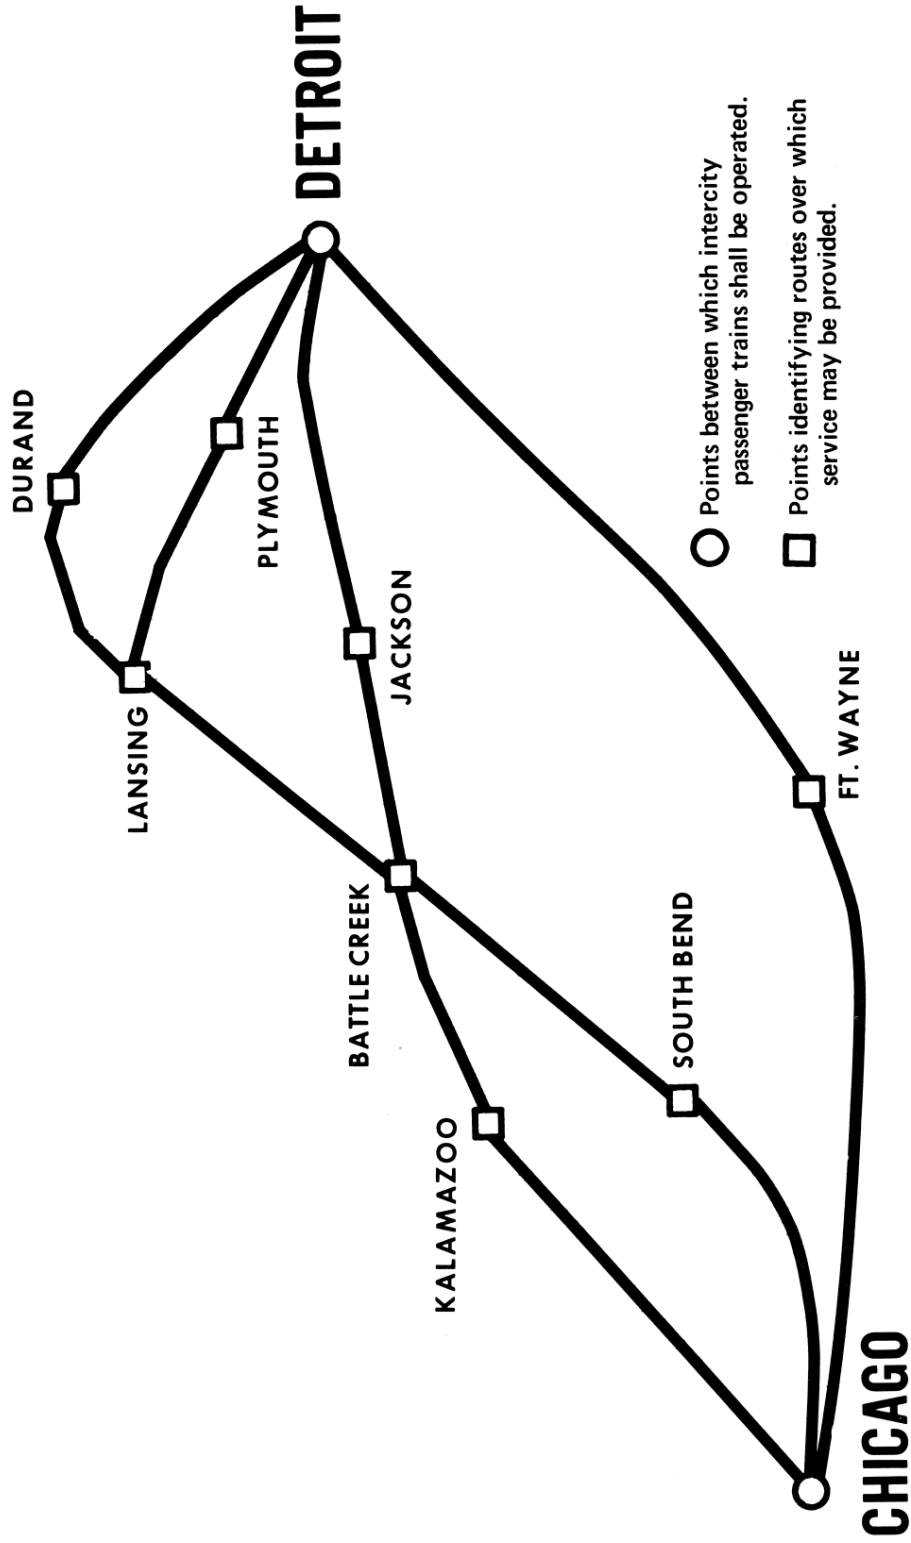 DETROIT
DURAND
PLYMOUTH
LANSING
JACKSON
BATTLE CREEK
KALAMAZOO
SOUTH BEND
FT. WAYNE
CHICAGO
Points between which intercity
passenger trains shall be operated.
Points identifying routes over which
service may be provided.